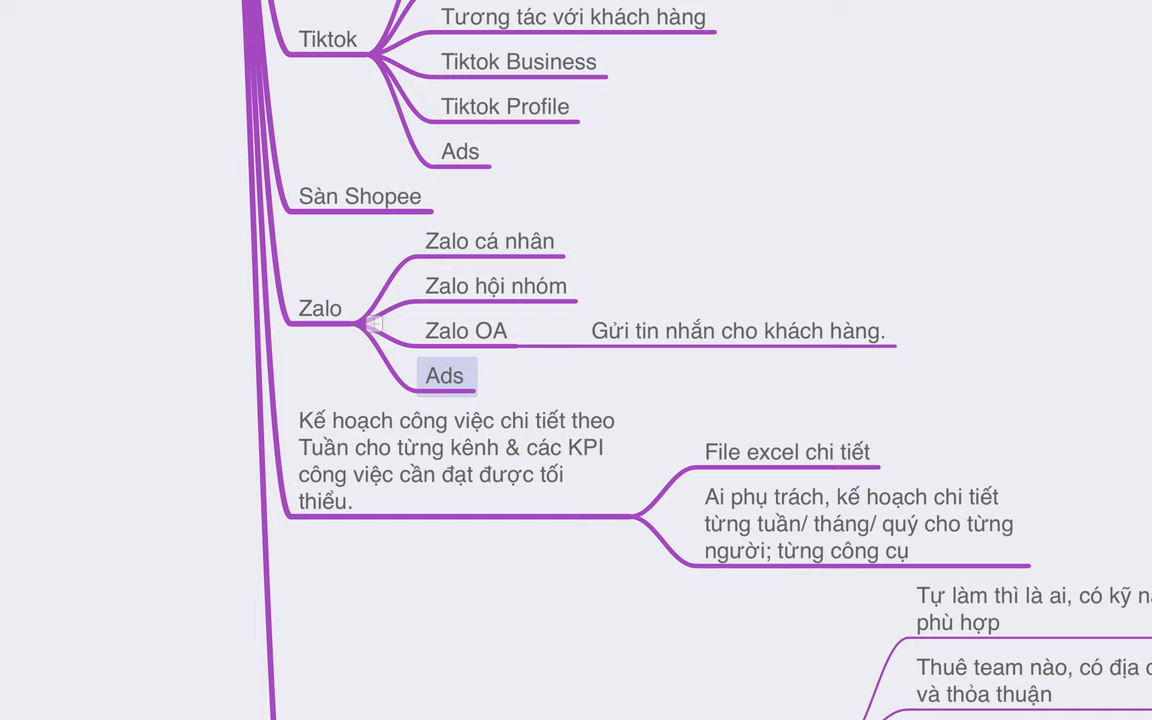 Tương tác với khách hàng
Tiktok
Tiktok Business
Tiktok Profile
Ads
Sàn Shopee
Zalo cá nhân
Zalo hội nhóm
Zalo
Zalo OA
Gửi tin nhắn cho khách hàng.
Ads
Kế hoạch công việc chi tiết theo
Tuần cho từng kênh & các KPI
công việc cần đạt được tối
thiểu.
File excel chi tiết
Ai phụ trách, kế hoạch chi tiết
từng tuần/ tháng/ quý cho từng
người; từng công cụ
Tự làm thì là ai, có kỹ
phù hợp
Thuê team nào, có địa
và thỏa thuận